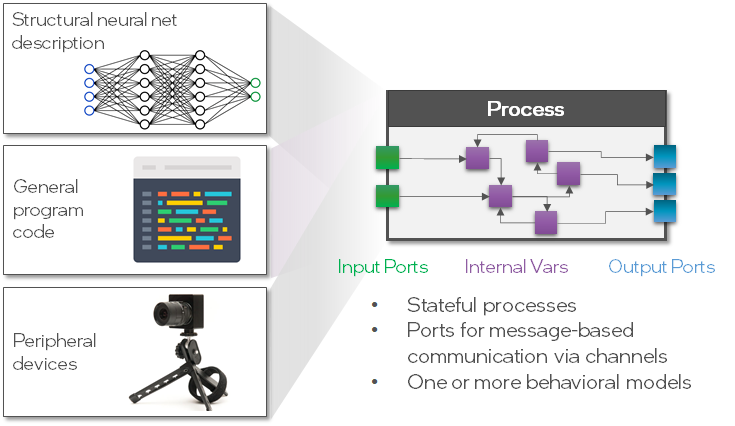 Structural neural net
description
General
program
code
Peripheral
devices
Process
Input Ports
Internal Vars
Output Ports
• Stateful processes
• Ports for message-based
communication via channels
• One or more behavioral models